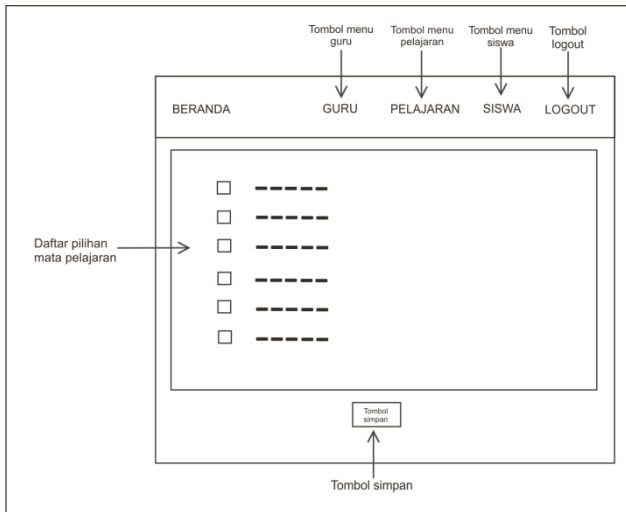 Tombol menu
guru
Tombol menu
pelajaran
Tombol menu
siswa
Tombol
logout
BERANDA
GURU
PELAJARAN
SISWA
LOGOUT
Daftar pilihan
mata pelajaran
Tombol
simpan
Tombol simpan